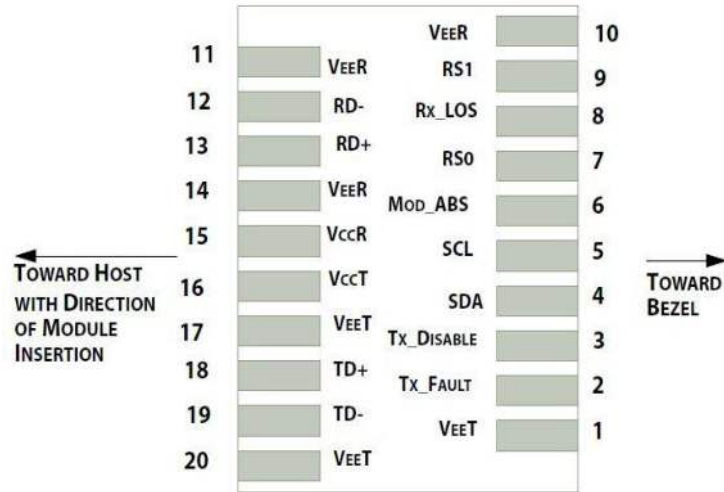 VEER 10
11 VEER
RS1 9
12 RD-
RX_LOS 8
13 RD+
RS0 7
14 VEER
MOD_ABS 6
15 VCCR
SCL 5
TOWARD HOST
WITH DIRECTION
OF MODULE
INSERTION
TOWARD
BEZEL
16 VCCT
SDA 4
17 VEET
TX_DISABLE 3
18 TD+
TX_FAULT 2
19 TD-
VEET 1
20 VEET